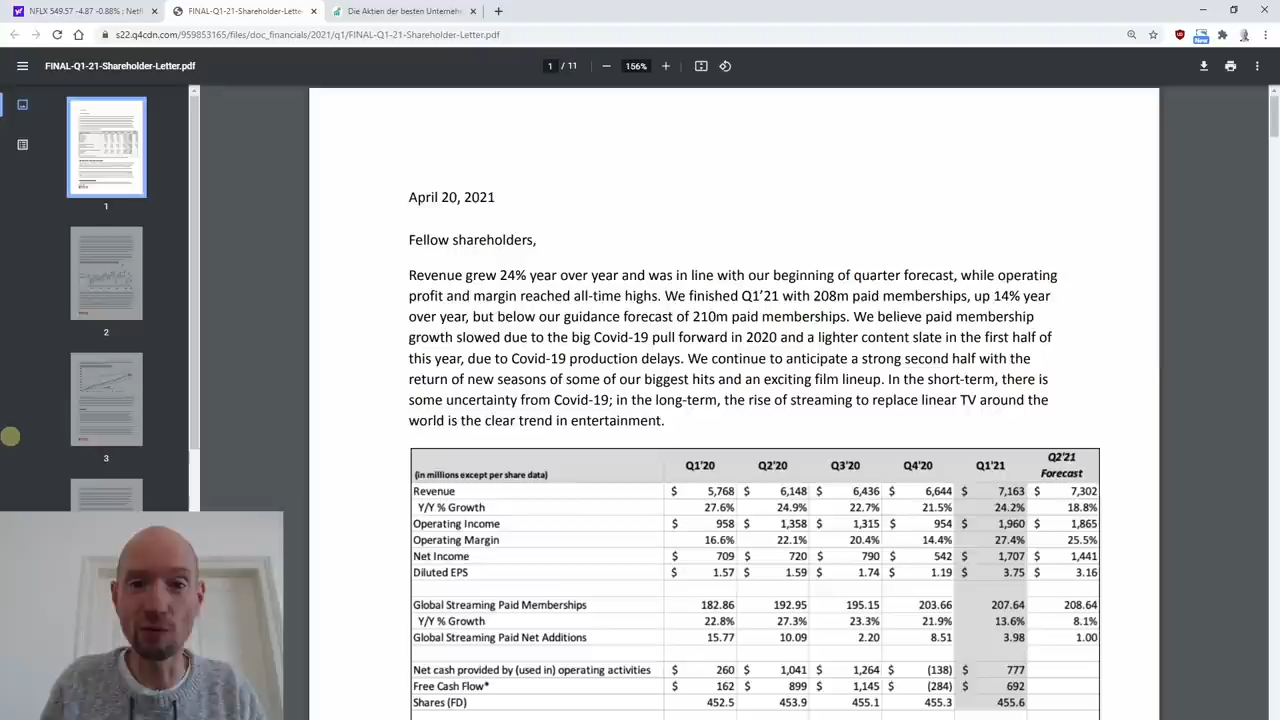 NFLX 549.57 -4.87 -0.88% : Netfl
FINAL-Q1-21-Shareholder-Letter.p
Die Aktien der besten Unternehme
s22.q4cdn.com/959853165/files/doc_financials/2021/q1/FINAL-Q1-21-Shareholder-Letter.pdf
New
FINAL-Q1-21-Shareholder-Letter.pdf
1 / 11
156%
1
2
3
April 20, 2021
Fellow shareholders,
Revenue grew 24% year over year and was in line with our beginning of quarter forecast, while operating
profit and margin reached all-time highs. We finished Q1'21 with 208m paid memberships, up 14% year
over year, but below our guidance forecast of 210m paid memberships. We believe paid membership
growth slowed due to the big Covid-19 pull forward in 2020 and a lighter content slate in the first half of
this year, due to Covid-19 production delays. We continue to anticipate a strong second half with the
return of new seasons of some of our biggest hits and an exciting film lineup. In the short-term, there is
some uncertainty from Covid-19; in the long-term, the rise of streaming to replace linear TV around the
world is the clear trend in entertainment.
(in millions except per share data) Q1'20 Q2'20 Q3'20 Q4'20 Q1'21 Q2'21 Forecast
Revenue $ 5,768 $ 6,148 $ 6,436 $ 6,644 $ 7,163 $ 7,302
Y/Y % Growth 27.6% 24.9% 22.7% 21.5% 24.2% 18.8%
Operating Income $ 958 $ 1,358 $ 1,315 $ 954 $ 1,960 $ 1,865
Operating Margin 16.6% 22.1% 20.4% 14.4% 27.4% 25.5%
Net Income $ 709 $ 720 $ 790 $ 542 $ 1,707 $ 1,441
Diluted EPS $ 1.57 $ 1.59 $ 1.74 $ 1.19 $ 3.75 $ 3.16
Global Streaming Paid Memberships 182.86 192.95 195.15 203.66 207.64 208.64
Y/Y % Growth 22.8% 27.3% 23.3% 21.9% 13.6% 8.1%
Global Streaming Paid Net Additions 15.77 10.09 2.20 8.51 3.98 1.00
Net cash provided by (used in) operating activities $ 260 $ 1,041 $ 1,264 $ (138) $ 777
Free Cash Flow* $ 162 $ 899 $ 1,145 $ (284) $ 692
Shares (FD) 452.5 453.9 455.1 455.3 455.6